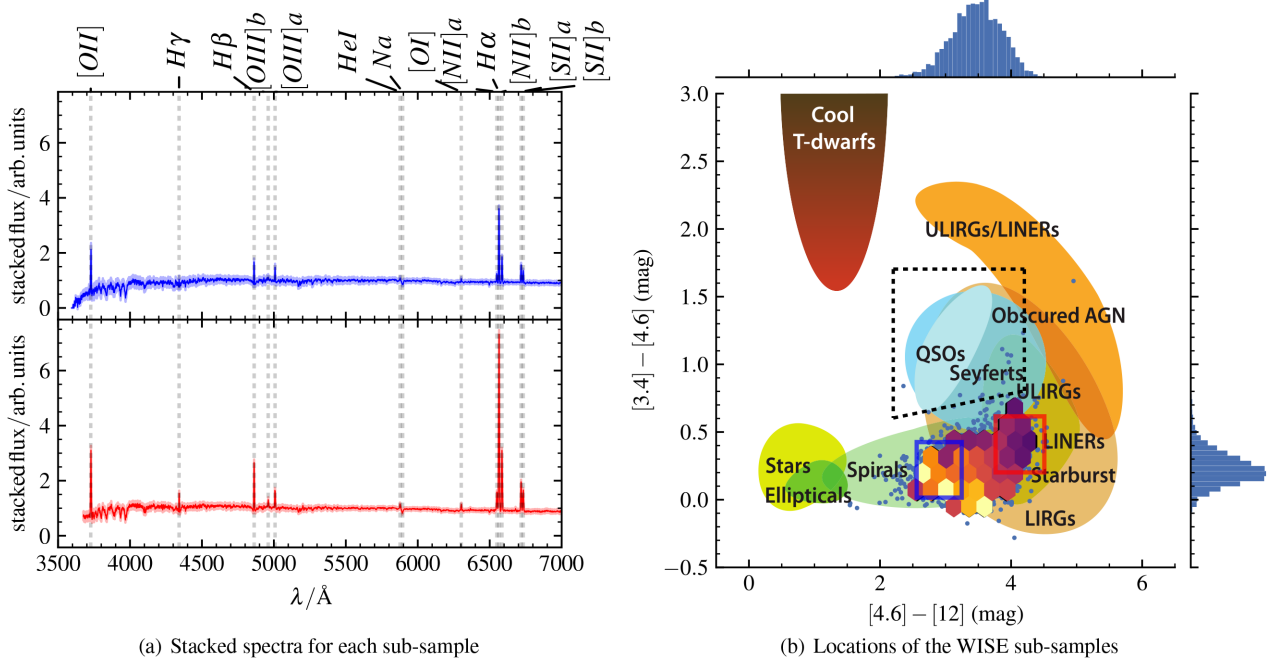 [OII]
Hγ
Hβ
[OIII]b
[OIII]a
HeI
Na
[OI]
[NII]a
Hα
[NII]b
[SII]a
[SII]b
stacked flux/arb. units
6
4
2
0
stacked flux/arb. units
6
4
2
0
3500 4000 4500 5000 5500 6000 6500 7000
λ/Å
(a) Stacked spectra for each sub-sample
[3.4] − [4.6] (mag)
3.0
2.5
2.0
1.5
1.0
0.5
0.0
−0.5
Cool
T-dwarfs
ULIRGs/LINERs
Obscured AGN
QSOs
Seyferts
ULIRGs
LINERs
Stars
Spirals
Starburst
Ellipticals
LIRGs
0 2 4 6
[4.6] − [12] (mag)
(b) Locations of the WISE sub-samples